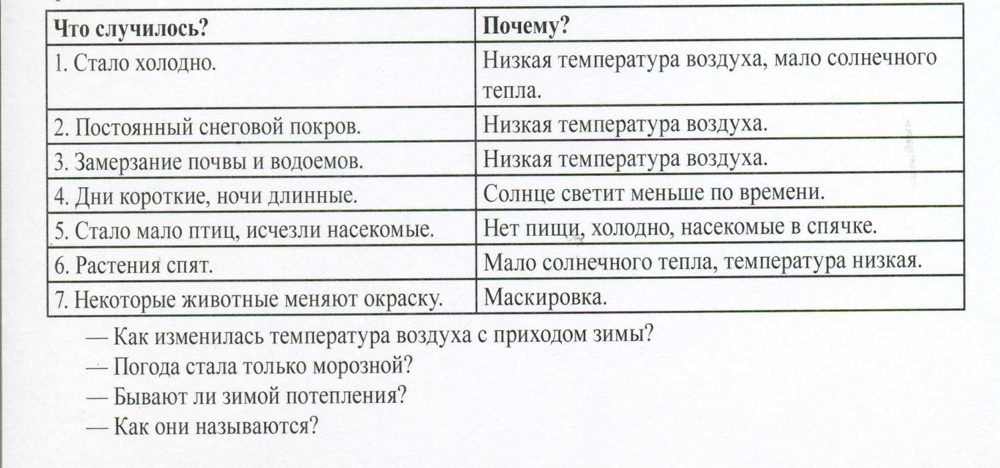 Что случилось?
Почему?
1. Стало холодно.
Низкая температура воздуха, мало солнечного
тепла.
2. Постоянный снеговой покров.
Низкая температура воздуха.
3. Замерзание почвы и водоемов.
Низкая температура воздуха.
4. Дни короткие, ночи длинные.
Солнце светит меньше по времени.
5. Стало мало птиц, исчезли насекомые.
Нет пищи, холодно, насекомые в спячке.
6. Растения спят.
Мало солнечного тепла, температура низкая.
7. Некоторые животные меняют окраску.
Маскировка.
— Как изменилась температура воздуха с приходом зимы?
— Погода стала только морозной?
— Бывают ли зимой потепления?
— Как они называются?